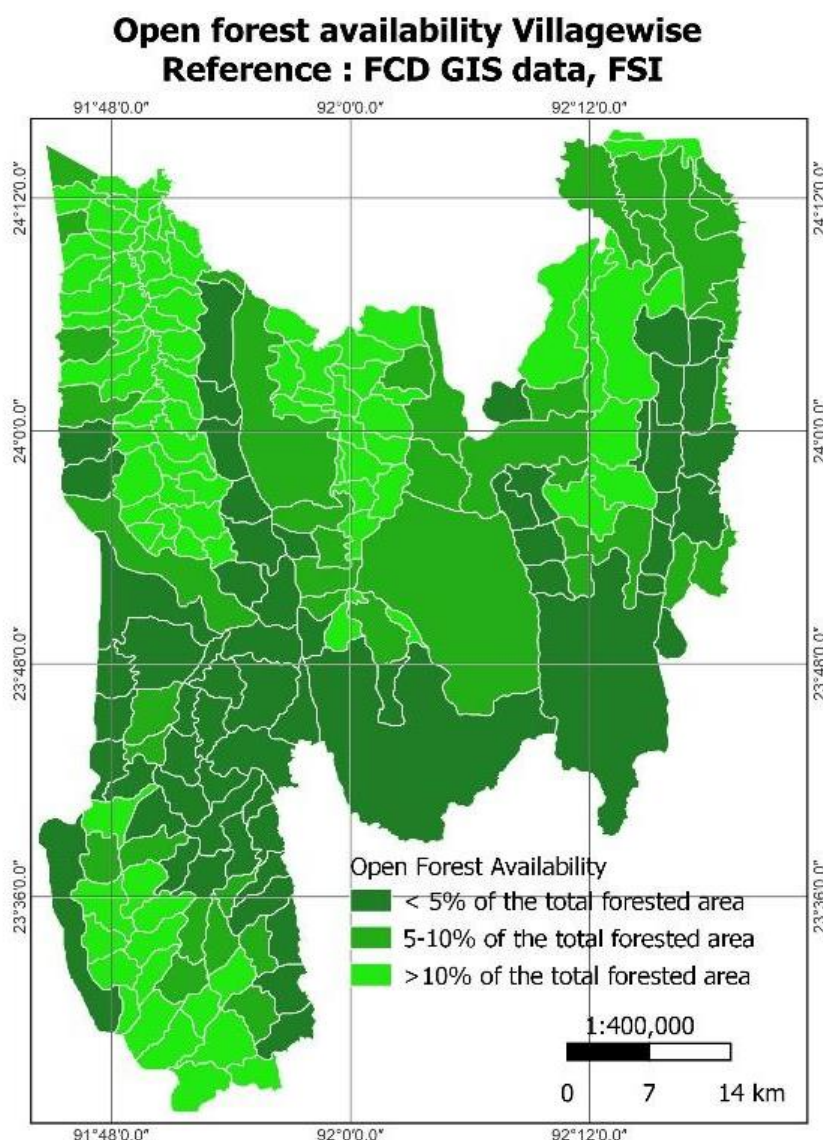 Open forest availability Villagewise
Reference : FCD GIS data, FSI
91°48'0.0" 92°0'0.0" 92°12'0.0"
24°12'0.0" 24°12'0.0"
24°0'0.0" 24°0'0.0"
23°48'0.0" 23°48'0.0"
Open Forest Availability
23°36'0.0" 23°36'0.0"
< 5% of the total forested area
5-10% of the total forested area
>10% of the total forested area
1:400,000
0 7 14 km
91°48'0.0" 92°0'0.0" 92°12'0.0"